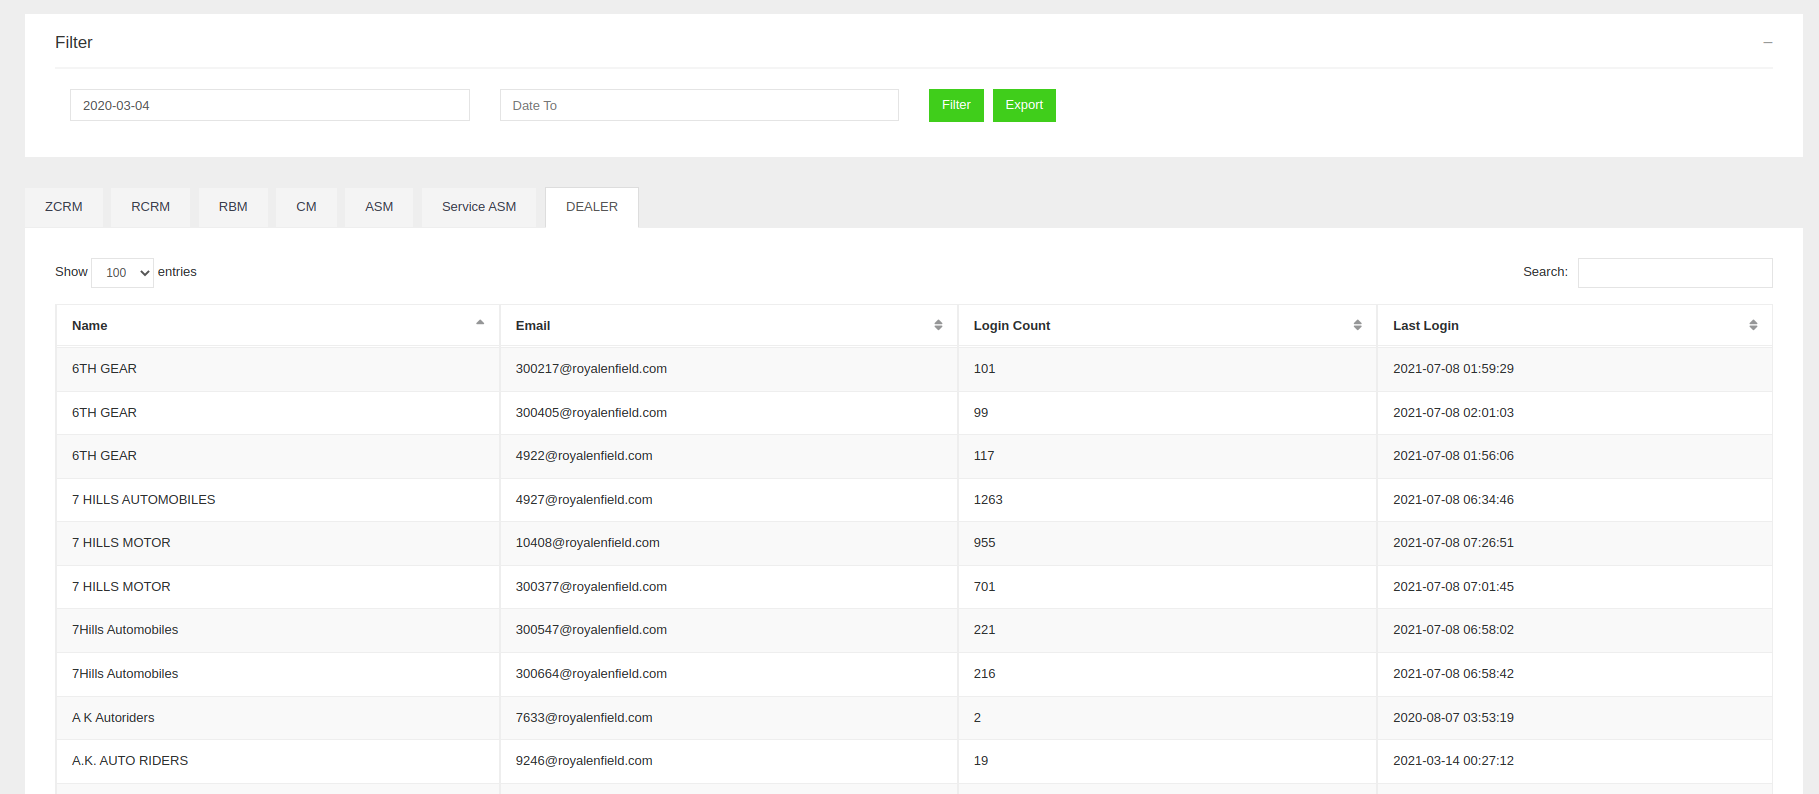 Filter
2020-03-04 Date To Filter Export
ZCRM RCRM RBM CM ASM Service ASM DEALER
Show 100 entries Search:
Name Email Login Count Last Login
6TH GEAR 300217@royalenfield.com 101 2021-07-08 01:59:29
6TH GEAR 300405@royalenfield.com 99 2021-07-08 02:01:03
6TH GEAR 4922@royalenfield.com 117 2021-07-08 01:56:06
7 HILLS AUTOMOBILES 4927@royalenfield.com 1263 2021-07-08 06:34:46
7 HILLS MOTOR 10408@royalenfield.com 955 2021-07-08 07:26:51
7 HILLS MOTOR 300377@royalenfield.com 701 2021-07-08 07:01:45
7Hills Automobiles 300547@royalenfield.com 221 2021-07-08 06:58:02
7Hills Automobiles 300664@royalenfield.com 216 2021-07-08 06:58:42
A K Autoriders 7633@royalenfield.com 2 2020-08-07 03:53:19
A.K. AUTO RIDERS 9246@royalenfield.com 19 2021-03-14 00:27:12